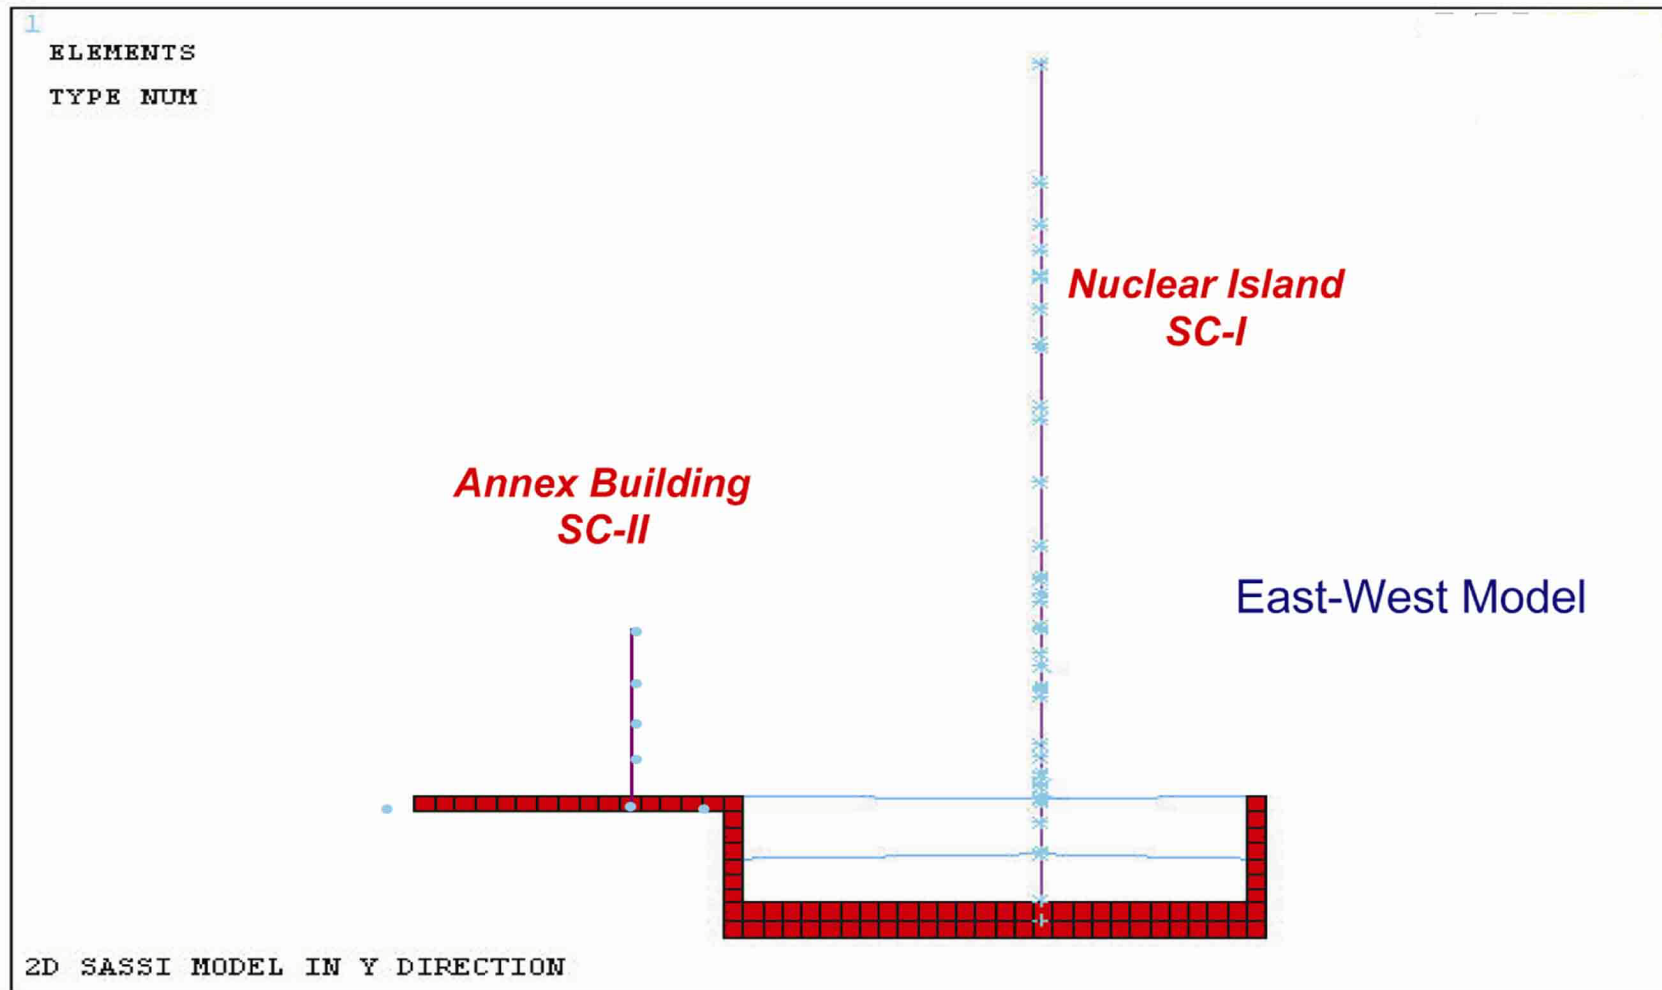 1
ELEMENTS
TYPE NUM
Nuclear Island
SC-I
Annex Building
SC-II
East-West Model
2D SASSI MODEL IN Y DIRECTION